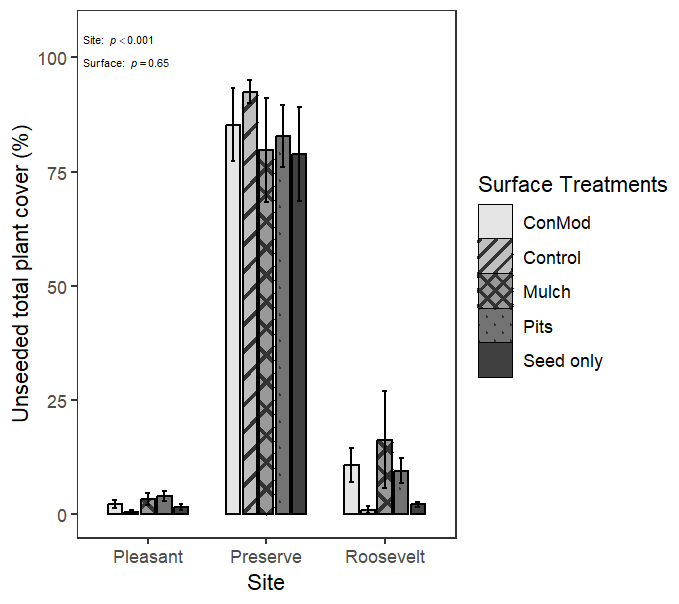 Site: p < 0.001
Surface: p = 0.65
100
75
50
25
0
Unseeded total plant cover (%)
Pleasant Preserve Roosevelt
Site
Surface Treatments
ConMod
Control
Mulch
Pits
Seed only